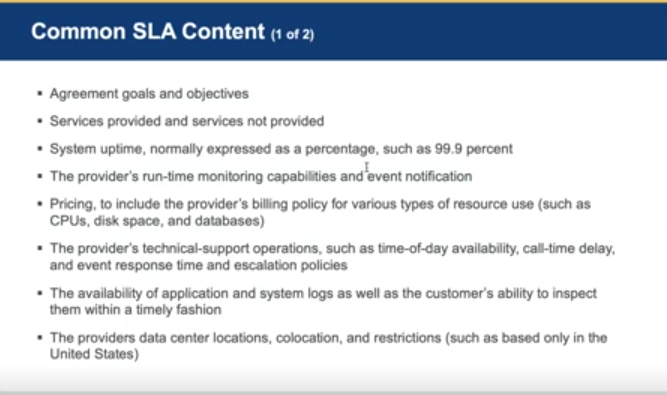 Common SLA Content (1 of 2)
▪ Agreement goals and objectives
▪ Services provided and services not provided
▪ System uptime, normally expressed as a percentage, such as 99.9 percent
▪ The provider's run-time monitoring capabilities and event notification
▪ Pricing, to include the provider's billing policy for various types of resource use (such as
CPUs, disk space, and databases)
▪ The provider's technical-support operations, such as time-of-day availability, call-time delay,
and event response time and escalation policies
▪ The availability of application and system logs as well as the customer's ability to inspect
them within a timely fashion
▪ The providers data center locations, colocation, and restrictions (such as based only in the
United States)